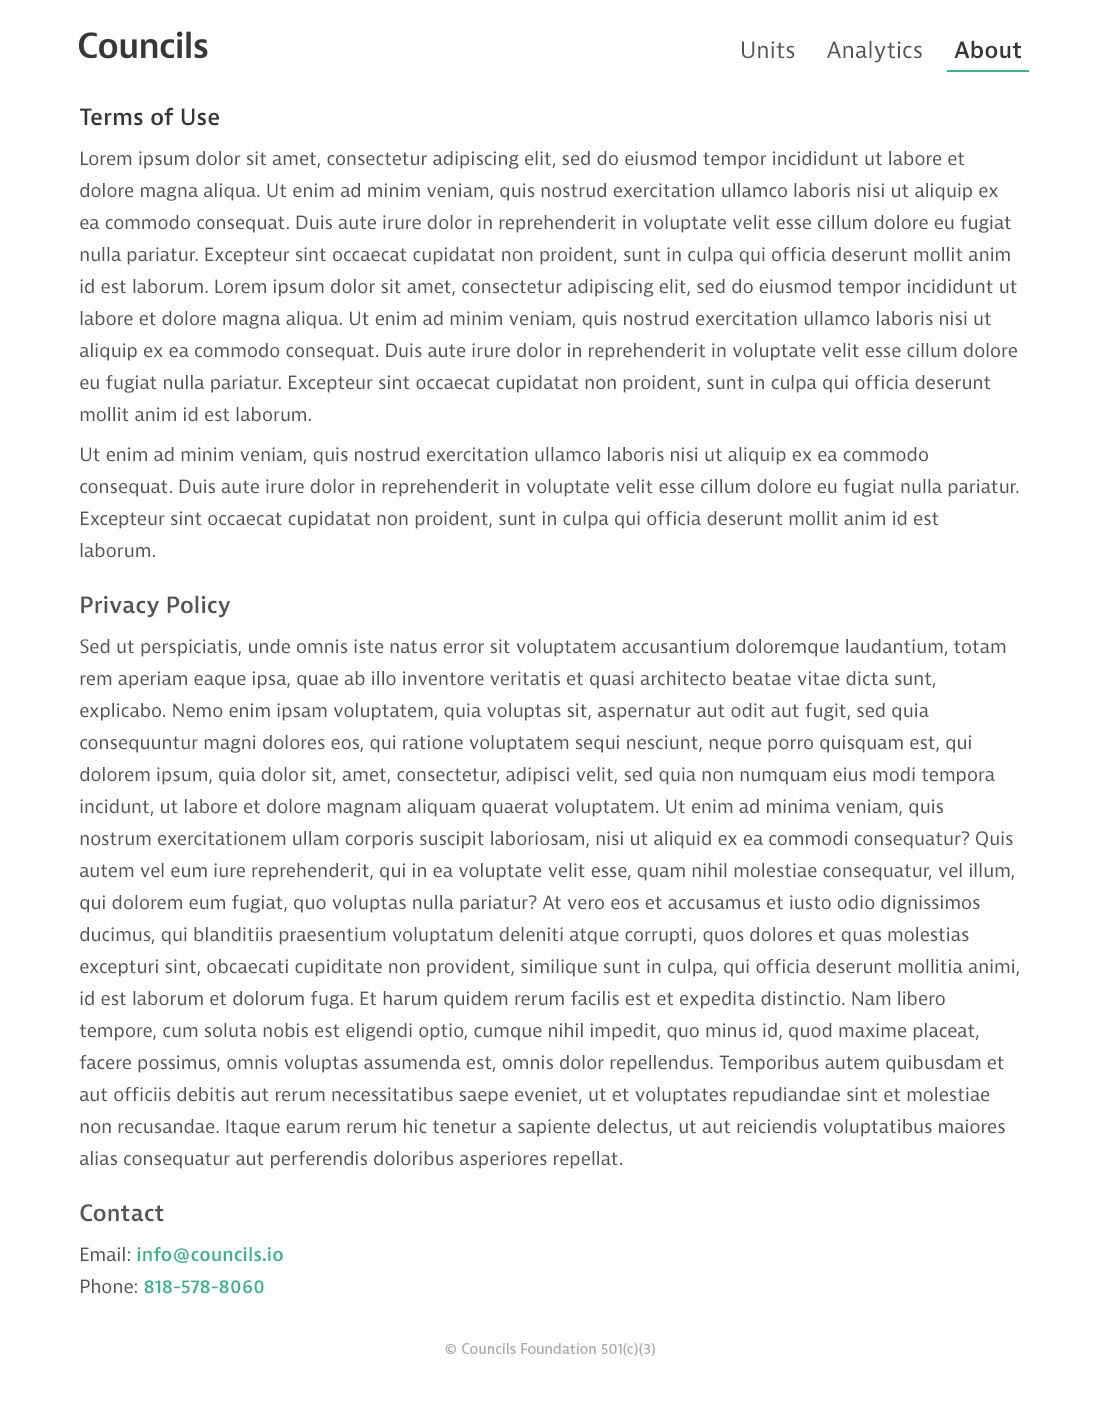 Councils
Units
Analytics
About
Terms of Use
Lorem ipsum dolor sit amet, consectetur adipiscing elit, sed do eiusmod tempor incididunt ut labore et
dolore magna aliqua. Ut enim ad minim veniam, quis nostrud exercitation ullamco laboris nisi ut aliquip ex
ea commodo consequat. Duis aute irure dolor in reprehenderit in voluptate velit esse cillum dolore eu fugiat
nulla pariatur. Excepteur sint occaecat cupidatat non proident, sunt in culpa qui officia deserunt mollit anim
id est laborum. Lorem ipsum dolor sit amet, consectetur adipiscing elit, sed do eiusmod tempor incididunt ut
labore et dolore magna aliqua. Ut enim ad minim veniam, quis nostrud exercitation ullamco laboris nisi ut
aliquip ex ea commodo consequat. Duis aute irure dolor in reprehenderit in voluptate velit esse cillum dolore
eu fugiat nulla pariatur. Excepteur sint occaecat cupidatat non proident, sunt in culpa qui officia deserunt
mollit anim id est laborum.
Ut enim ad minim veniam, quis nostrud exercitation ullamco laboris nisi ut aliquip ex ea commodo
consequat. Duis aute irure dolor in reprehenderit in voluptate velit esse cillum dolore eu fugiat nulla pariatur.
Excepteur sint occaecat cupidatat non proident, sunt in culpa qui officia deserunt mollit anim id est
laborum.
Privacy Policy
Sed ut perspiciatis, unde omnis iste natus error sit voluptatem accusantium doloremque laudantium, totam
rem aperiam eaque ipsa, quae ab illo inventore veritatis et quasi architecto beatae vitae dicta sunt,
explicabo. Nemo enim ipsam voluptatem, quia voluptas sit, aspernatur aut odit aut fugit, sed quia
consequuntur magni dolores eos, qui ratione voluptatem sequi nesciunt, neque porro quisquam est, qui
dolorem ipsum, quia dolor sit, amet, consectetur, adipisci velit, sed quia non numquam eius modi tempora
incidunt, ut labore et dolore magnam aliquam quaerat voluptatem. Ut enim ad minima veniam, quis
nostrum exercitationem ullam corporis suscipit laboriosam, nisi ut aliquid ex ea commodi consequatur? Quis
autem vel eum iure reprehenderit, qui in ea voluptate velit esse, quam nihil molestiae consequatur, vel illum,
qui dolorem eum fugiat, quo voluptas nulla pariatur? At vero eos et accusamus et iusto odio dignissimos
ducimus, qui blanditiis praesentium voluptatum deleniti atque corrupti, quos dolores et quas molestias
excepturi sint, obcaecati cupiditate non provident, similique sunt in culpa, qui officia deserunt mollitia animi,
id est laborum et dolorum fuga. Et harum quidem rerum facilis est et expedita distinctio. Nam libero
tempore, cum soluta nobis est eligendi optio, cumque nihil impedit, quo minus id, quod maxime placeat,
facere possimus, omnis voluptas assumenda est, omnis dolor repellendus. Temporibus autem quibusdam et
aut officiis debitis aut rerum necessitatibus saepe eveniet, ut et voluptates repudiandae sint et molestiae
non recusandae. Itaque earum rerum hic tenetur a sapiente delectus, ut aut reiciendis voluptatibus maiores
alias consequatur aut perferendis doloribus asperiores repellat.
Contact
Email: info@councils.io
Phone: 818-578-8060
© Councils Foundation 501(c)(3)